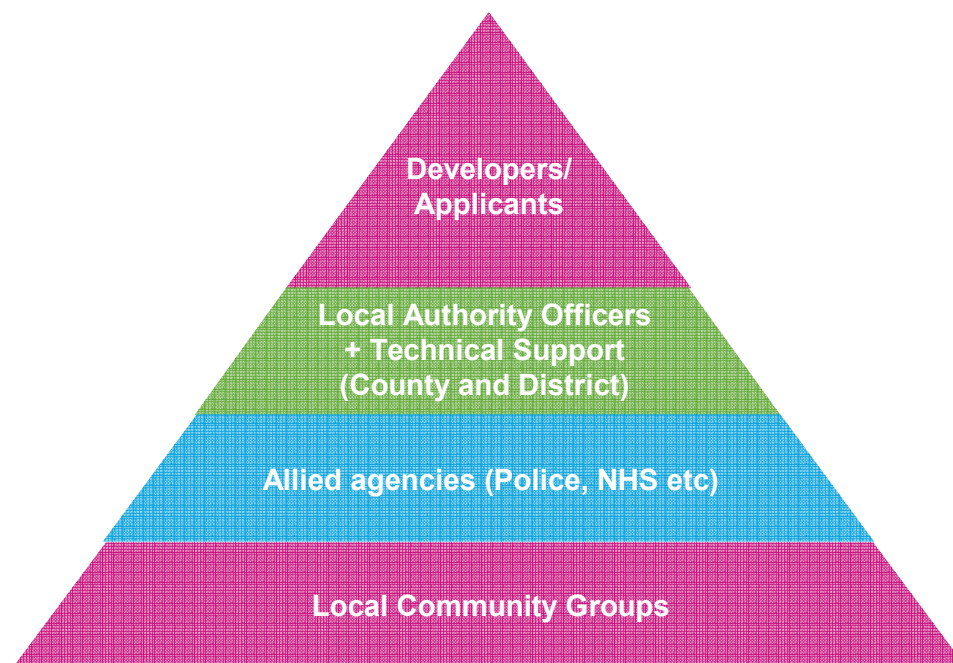 Developers/
Applicants
Local Authority Officers
+ Technical Support
(County and District)
Allied agencies (Police, NHS etc)
Local Community Groups